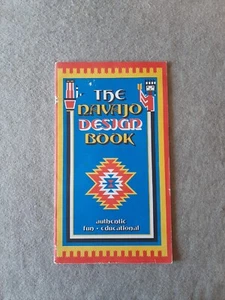 THE
NAVAJO
DESIGN
BOOK
authentic
fun • educational